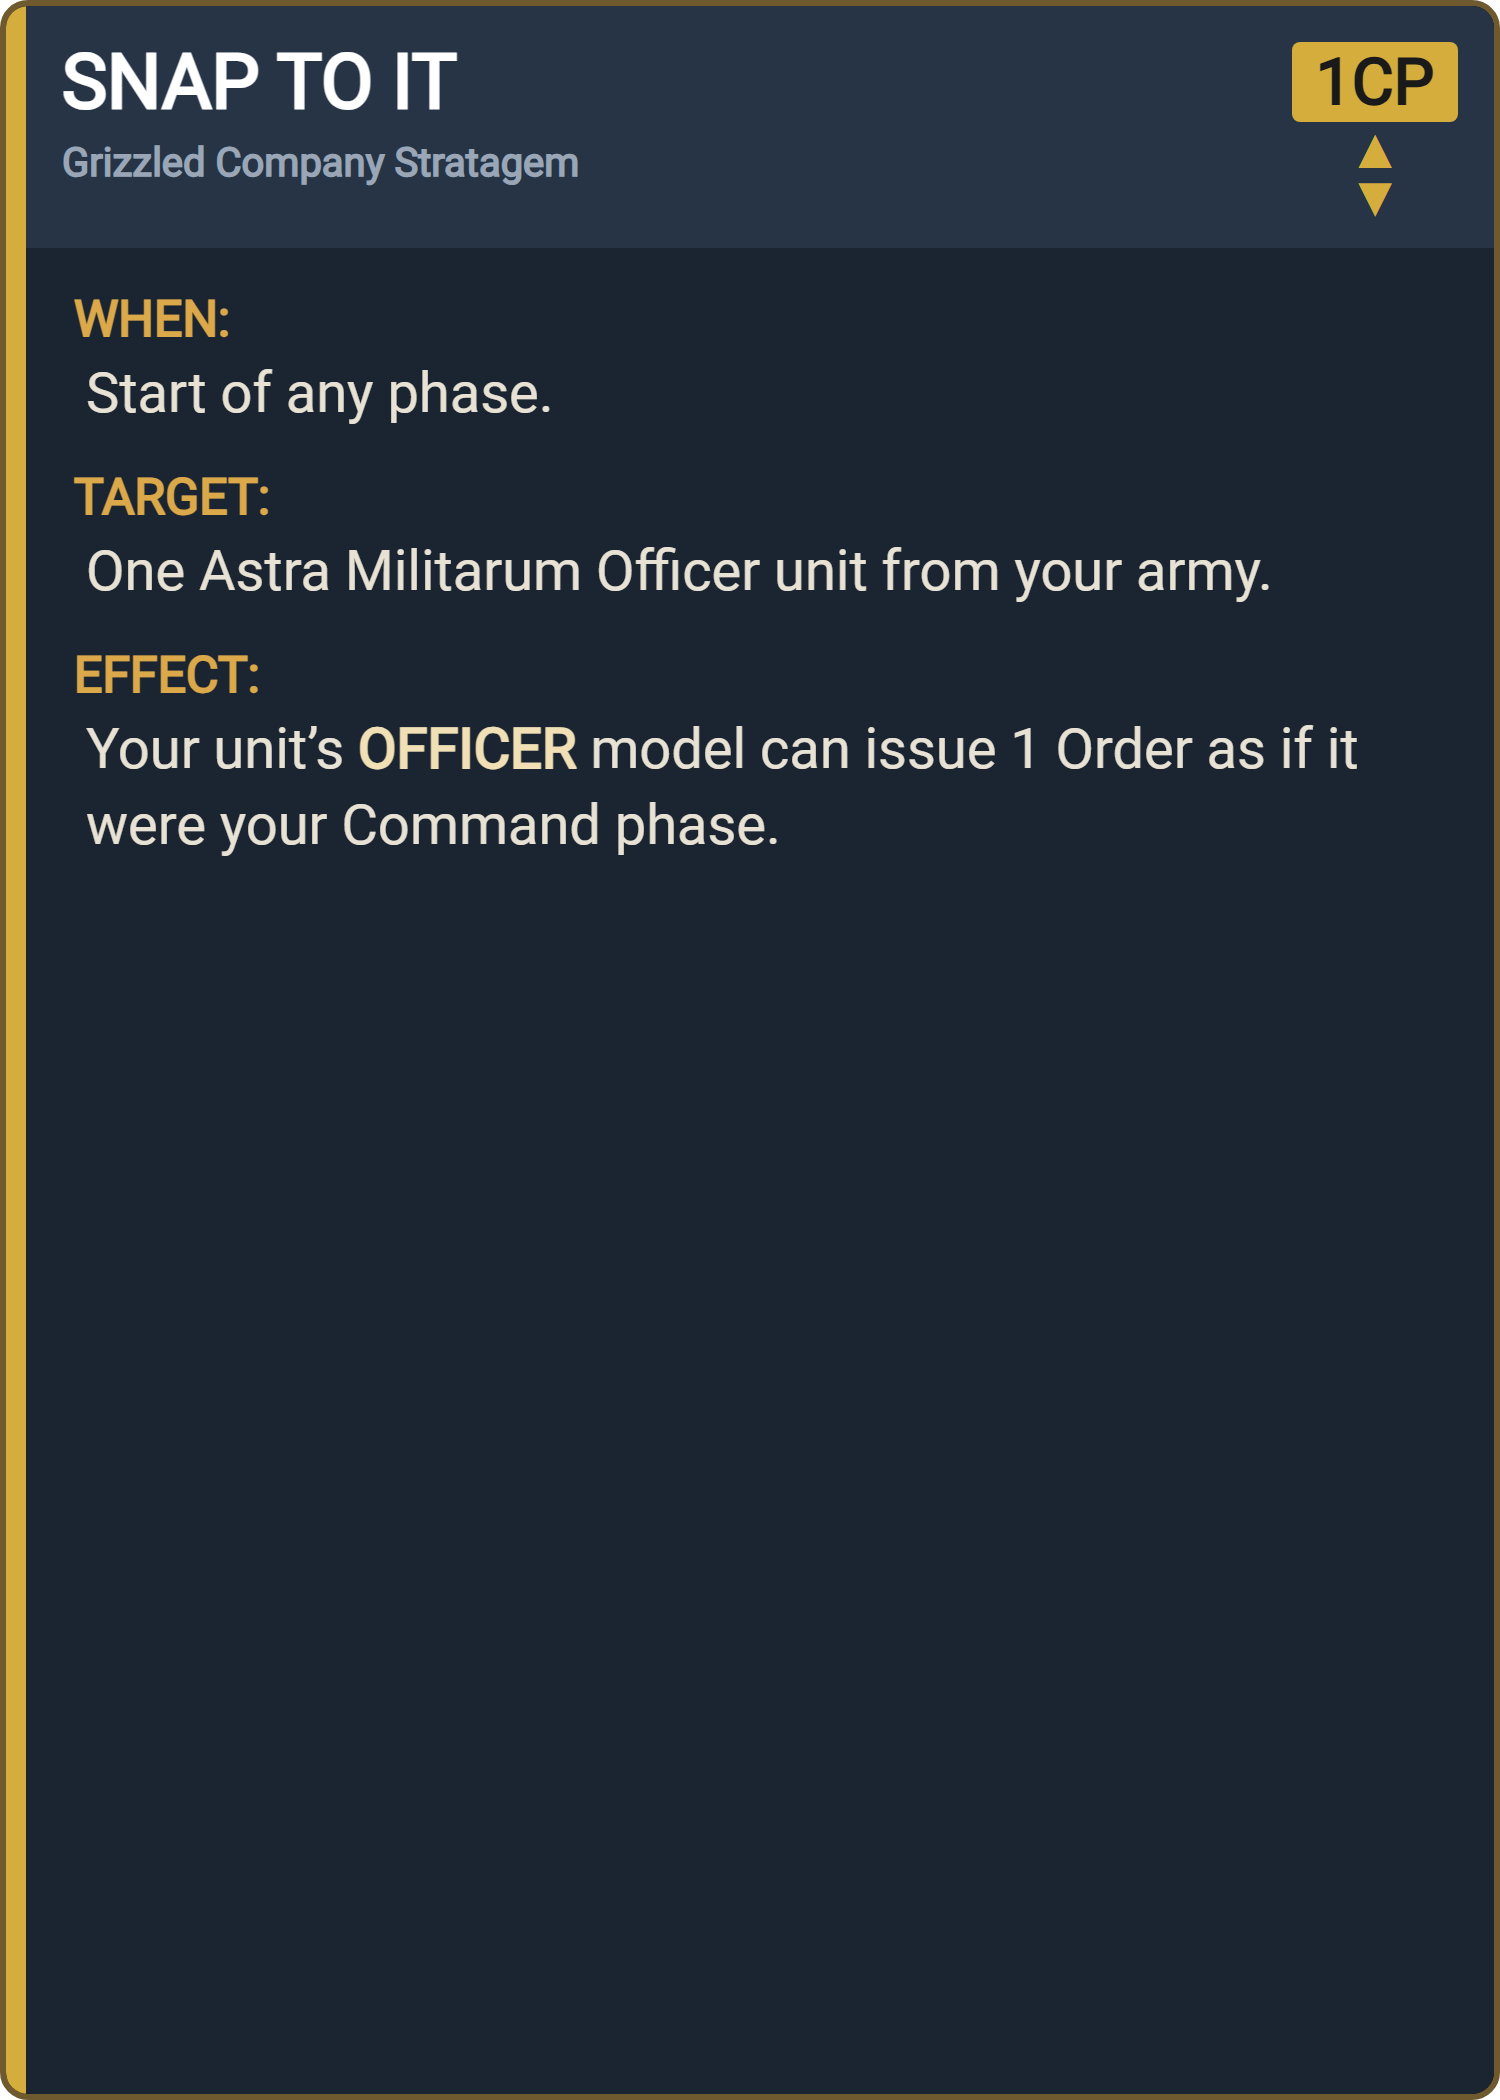 SNAP TO IT
1CP
Grizzled Company Stratagem
▲
▼
WHEN:
Start of any phase.
TARGET:
One Astra Militarum Officer unit from your army.
EFFECT:
Your unit’s OFFICER model can issue 1 Order as if it
were your Command phase.